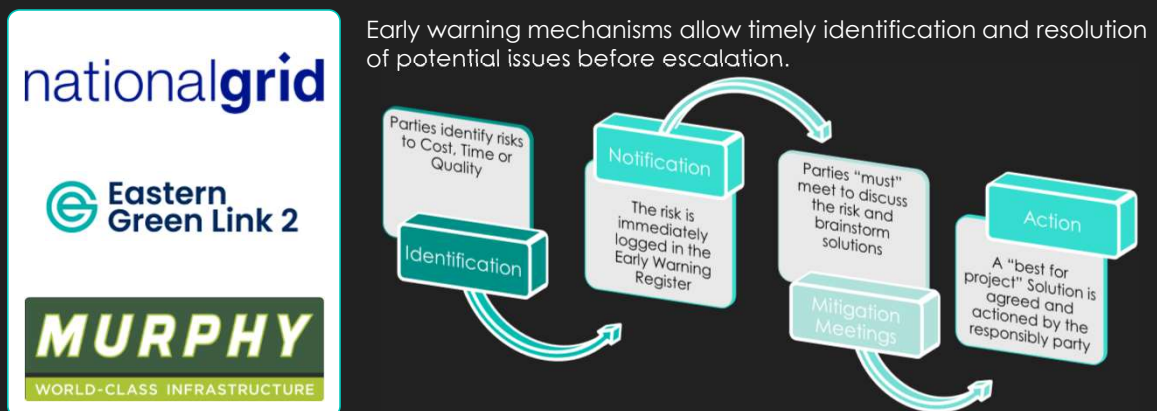 nationalgrid
Eastern
Green Link 2
MURPHY
WORLD-CLASS INFRASTRUCTURE
Early warning mechanisms allow timely identification and resolution
of potential issues before escalation.
Parties identify risks
to Cost, Time or
Quality
Identification
Notification
The risk is
immediately
logged in the
Early Warning
Register
Parties “must”
meet to discuss
the risk and
brainstorm
solutions
Mitigation
Meetings
Action
A “best for
project” Solution is
agreed and
actioned by the
responsibly party